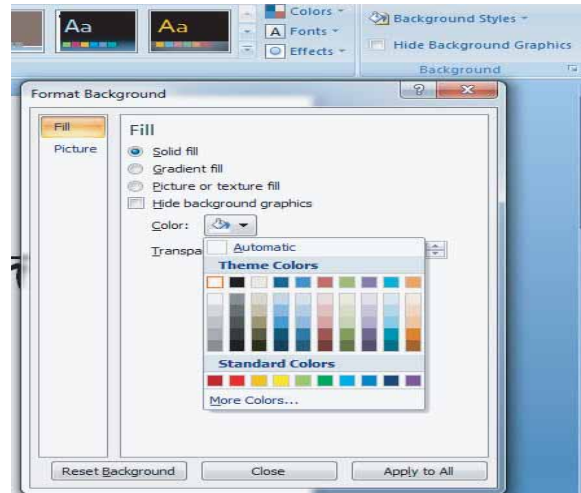 Aa Aa Colors Background Styles
A Fonts Hide Background Graphics
Effects Background
Format Background
Fill Fill
Picture Solid fill
Gradient fill
Picture or texture fill
Hide background graphics
Color:
Transpa Automatic
Theme Colors
Standard Colors
More Colors...
Reset Background Close Apply to All